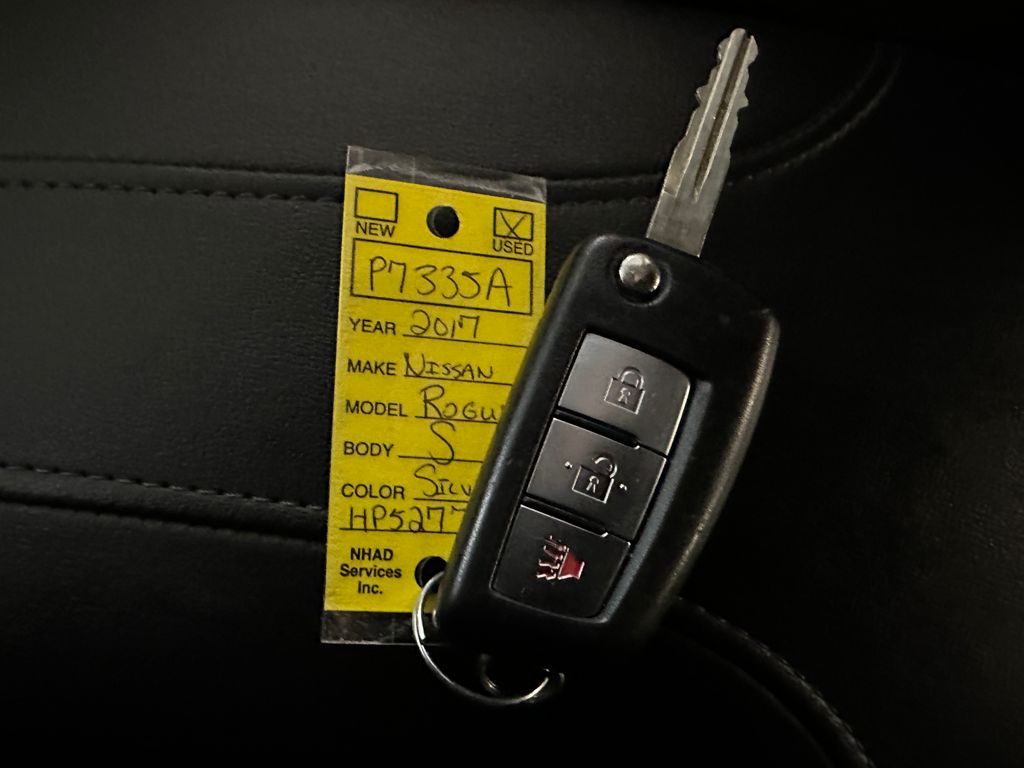 NEW
USED
P7335A
YEAR 2017
MAKE NISSAN
MODEL
BODY S
COLOR
NHAD
Services
Inc.